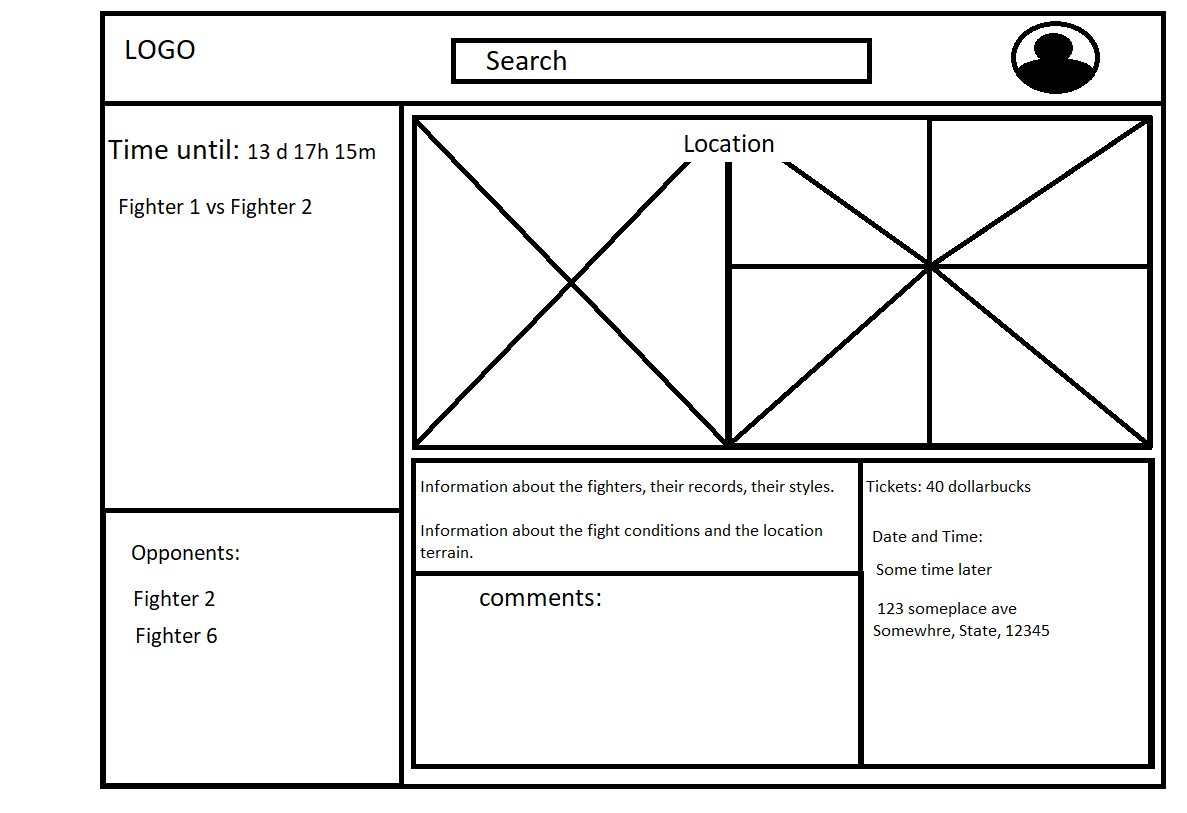 LOGO
Search
Time until: 13 d 17h 15m
Fighter 1 vs Fighter 2
Location
Information about the fighters, their records, their styles.
Information about the fight conditions and the location
terrain.
Tickets: 40 dollarbucks
Date and Time:
Some time later
123 someplace ave
Somewhre, State, 12345
Opponents:
Fighter 2
Fighter 6
comments: